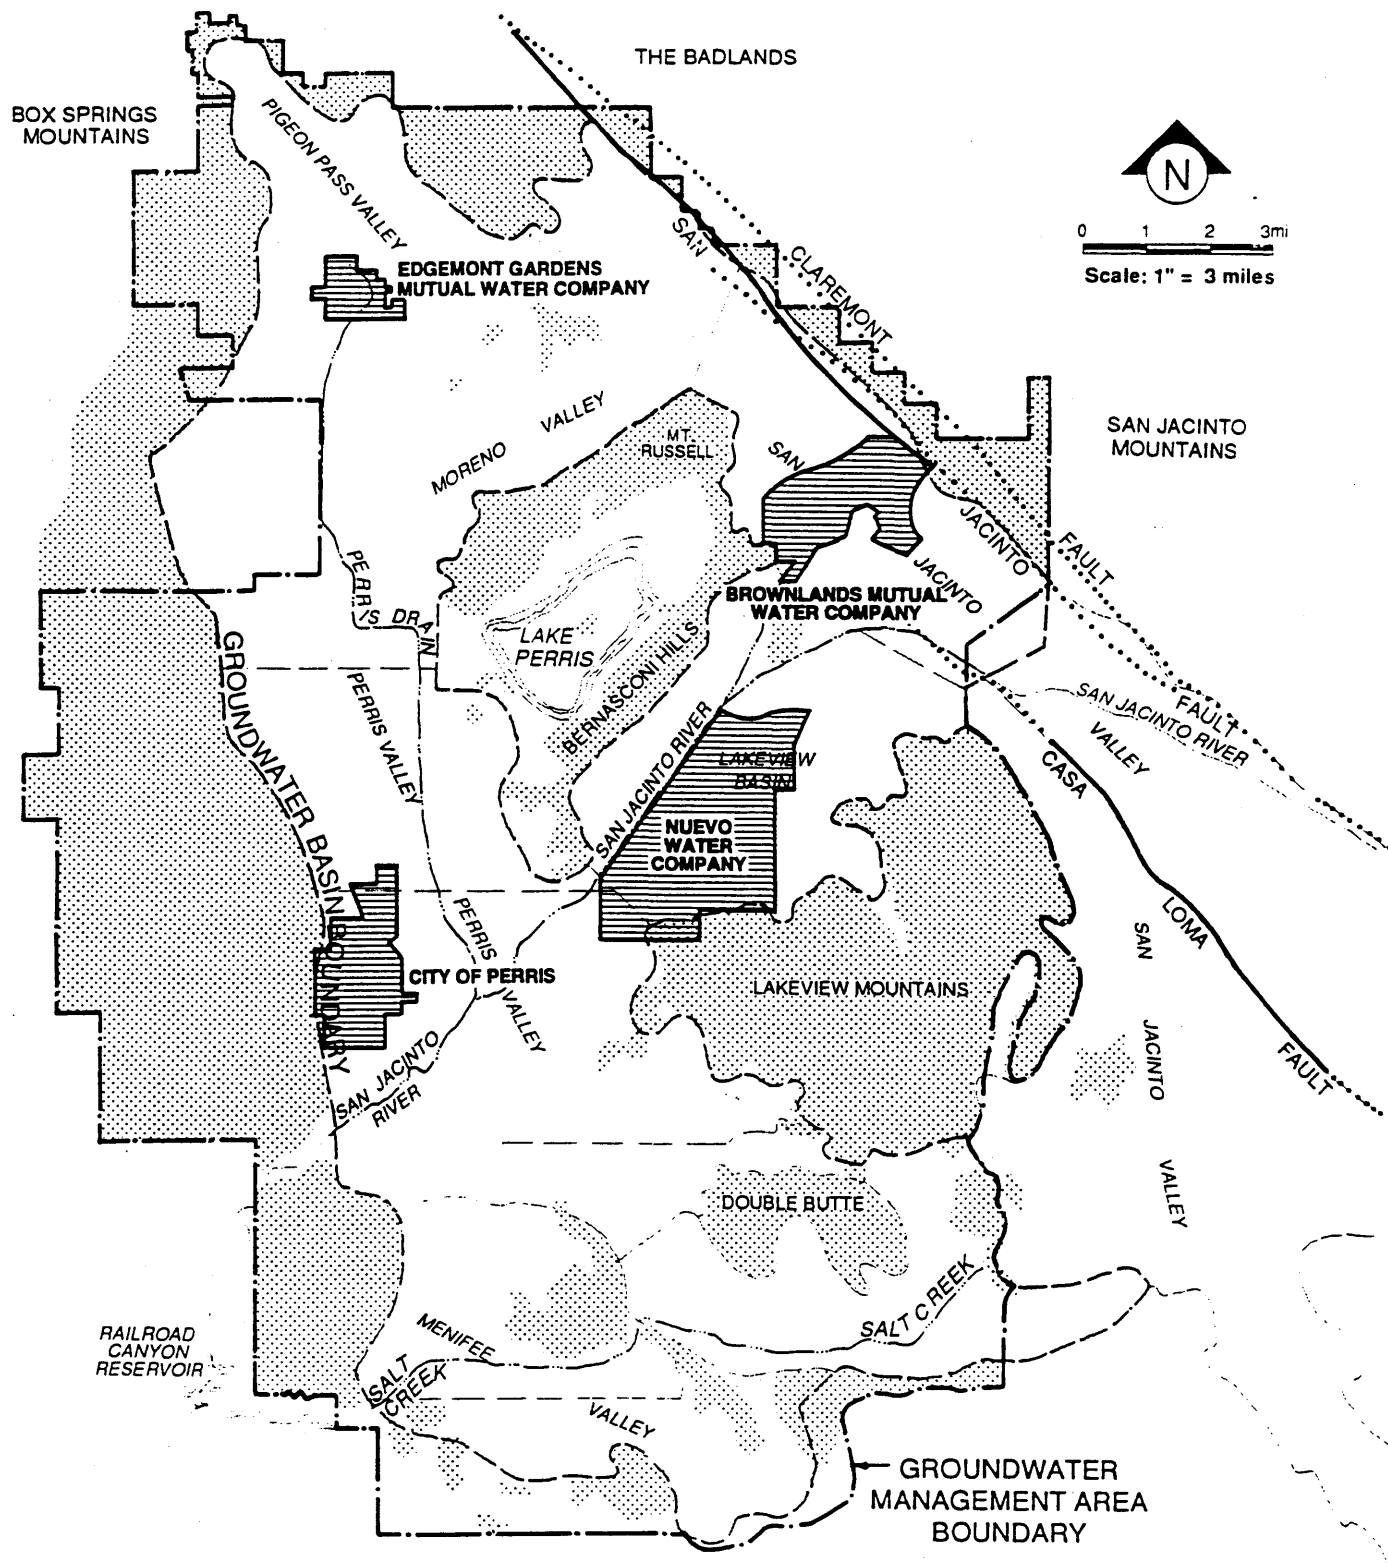 THE BADLANDS
BOX SPRINGS
MOUNTAINS
PIGEON PASS VALLEY
N
0 1 2 3mi
Scale: 1" = 3 miles
SAN
CLAREMONT
EDGEMONT GARDENS
MUTUAL WATER COMPANY
MORENO VALLEY
MT.
RUSSELL
SAN JACINTO
MOUNTAINS
SAN
JACINTO
FAULT
JACINTO
PERRIS DRAIN
BROWNLANDS MUTUAL
WATER COMPANY
LAKE
PERRIS
BERNASCONI HILLS
GROUNDWATER BASIN BOUNDARY
PERRIS VALLEY
SAN JACINTO RIVER
FAULT
SAN JACINTO RIVER
VALLEY
LAKEVIEW
BASIN
CASA
NUEVO
WATER
COMPANY
LOMA
PERRIS
VALLEY
SAN
CITY OF PERRIS
LAKEVIEW MOUNTAINS
JACINTO
FAULT
SAN JACINTO
RIVER
VALLEY
DOUBLE BUTTE
SALT CREEK
MENIFEE
RAILROAD
CANYON
RESERVOIR
SALT
CREEK
VALLEY
GROUNDWATER
MANAGEMENT AREA
BOUNDARY